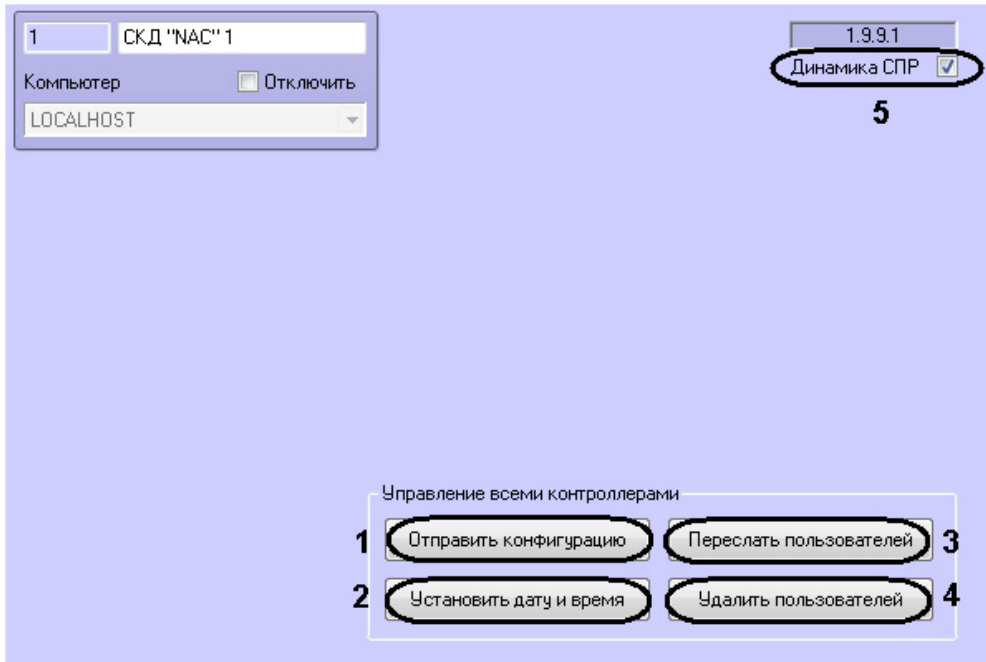 1 СКД "NAC" 1
Компьютер Отключить
LOCALHOST
1.9.9.1
Динамика СПР
5
Управление всеми контроллерами
1 Отправить конфигурацию Переслать пользователей 3
2 Установить дату и время Удалить пользователей 4